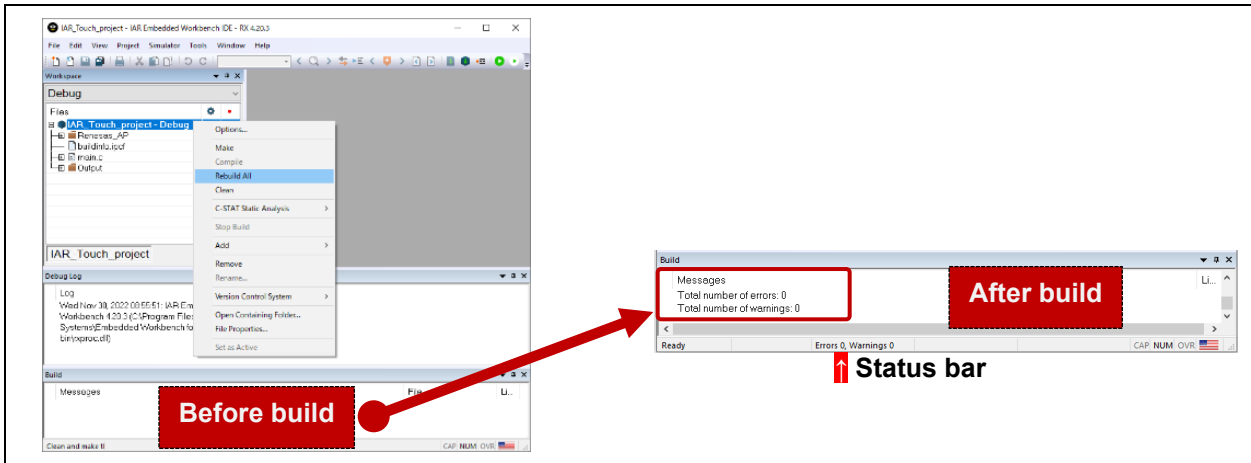 IAR_Touch_project - IAR Embedded Workbench IDE - RX 4.20.3
File Edit View Project Simulator Tools Window Help
Workspace
Debug
Files
IAR_Touch_project - Debug
Renesas_AP
buildinfo.ipcf
main.c
Output
IAR_Touch_project
Options...
Make
Compile
Rebuild All
Clean
C-STAT Static Analysis
Stop Build
Add
Remove
Rename...
Version Control System
Open Containing Folder...
File Properties...
Set as Active
Debug Log
Log
Wed Nov 30, 2022 08:55:51: IAR Em
Workbench 4.20.3 (C:\Program Files
Systems\Embedded Workbench fo
bin\rxproc.dll)
Build
Messages File Li...
Before build
Clean and make t CAP NUM OVR
Build
Messages Li...
Total number of errors: 0
Total number of warnings: 0
After build
Ready Errors 0, Warnings 0 CAP NUM OVR
↑ Status bar